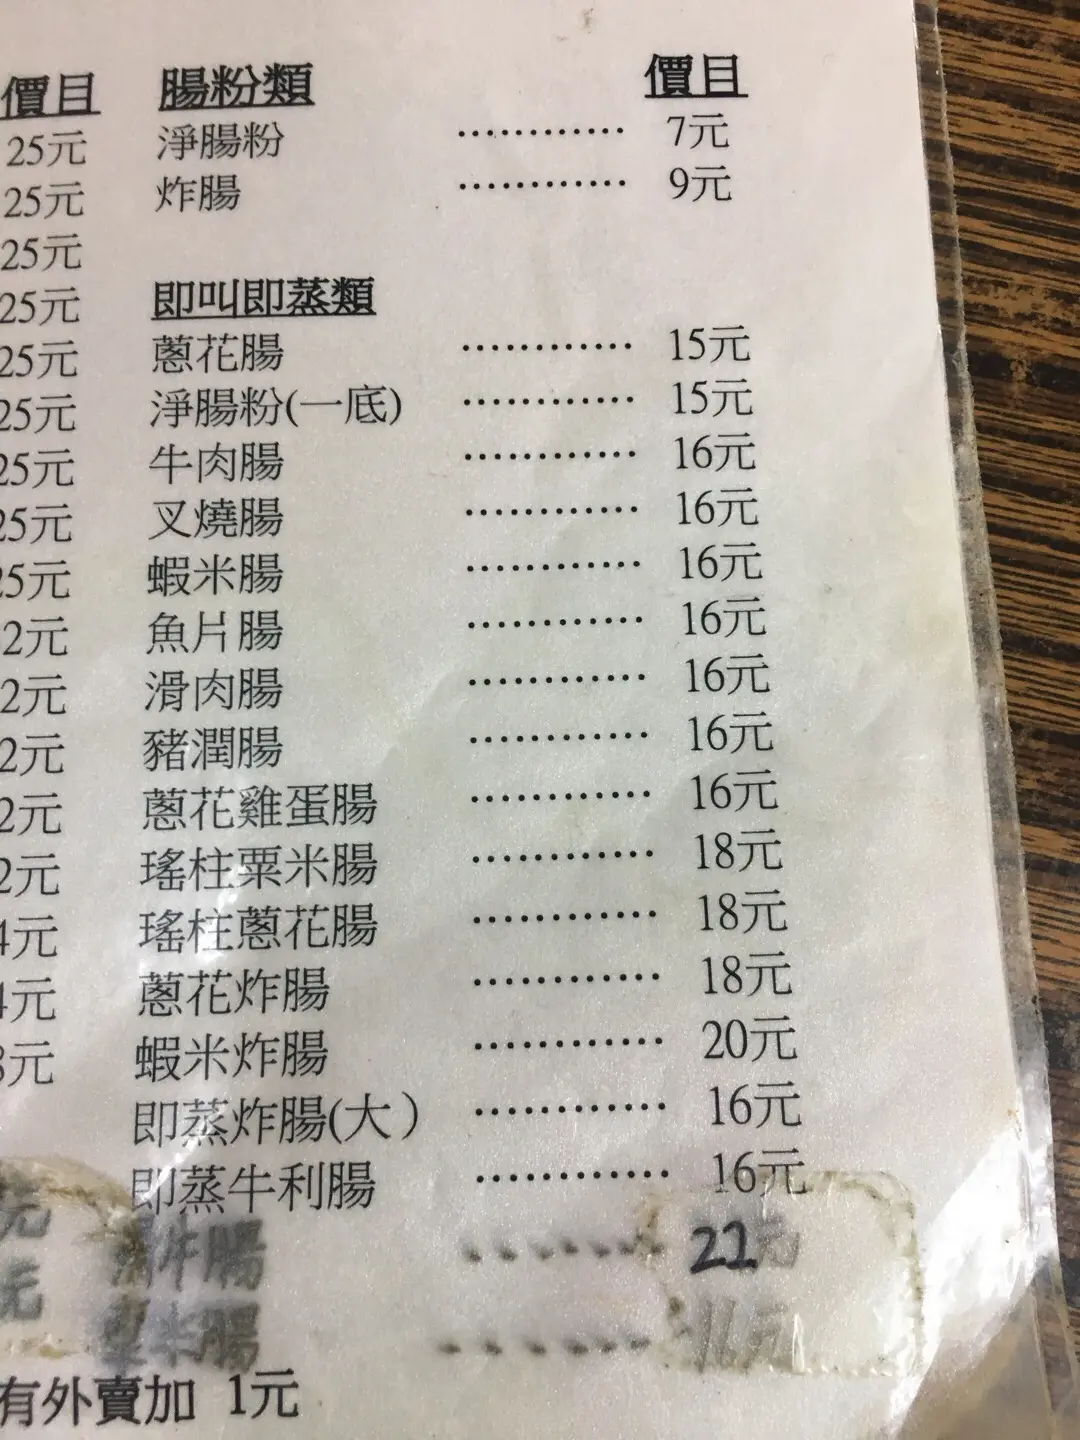 價目 腸粉類 價目
25元 淨腸粉 ………… 7元
25元 炸腸 ………… 9元
25元
25元 即叫即蒸類
25元 蔥花腸 ………… 15元
25元 淨腸粉(一底) ………… 15元
25元 牛肉腸 ………… 16元
25元 叉燒腸 ………… 16元
25元 蝦米腸 ………… 16元
2元 魚片腸 ………… 16元
2元 滑肉腸 ………… 16元
2元 豬潤腸 ………… 16元
2元 蔥花雞蛋腸 ………… 16元
2元 瑤柱粟米腸 ………… 18元
4元 瑤柱蔥花腸 ………… 18元
4元 蔥花炸腸 ………… 18元
3元 蝦米炸腸 ………… 20元
即蒸炸腸(大) ………… 16元
即蒸牛利腸 ………… 16元
元 牛腸 ...... 22元
元 米腸 ......
有外賣加 1元